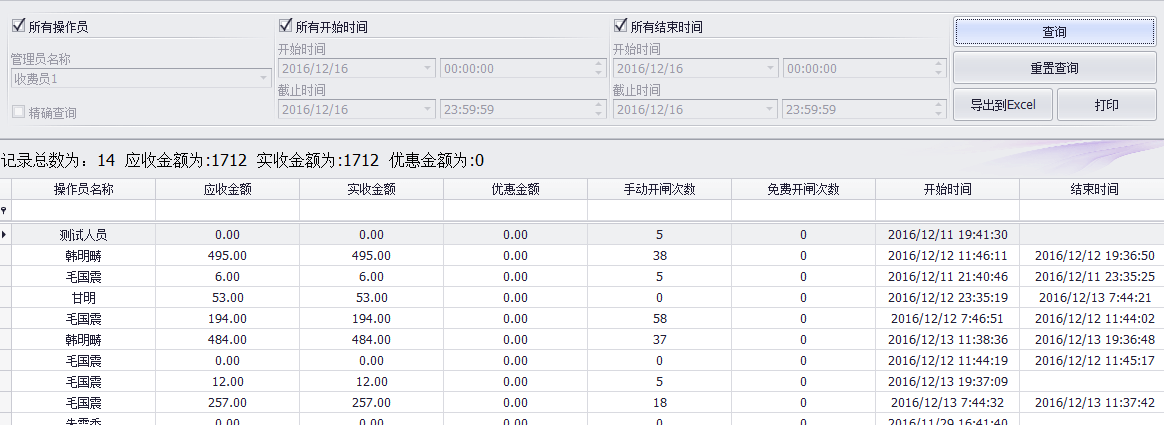 所有操作员 所有开始时间 所有结束时间 查询
管理员名称 开始时间 开始时间
收费员1 2016/12/16 00:00:00 2016/12/16 00:00:00 重置查询
截止时间 截止时间
精确查询 2016/12/16 23:59:59 2016/12/16 23:59:59 导出到Excel 打印
记录总数为：14 应收金额为:1712 实收金额为:1712 优惠金额为:0
操作员名称 应收金额 实收金额 优惠金额 手动开闸次数 免费开闸次数 开始时间 结束时间
测试人员 0.00 0.00 0.00 5 0 2016/12/11 19:41:30
韩明畴 495.00 495.00 0.00 38 0 2016/12/12 11:46:11 2016/12/12 19:36:50
毛国震 6.00 6.00 0.00 5 0 2016/12/11 21:40:46 2016/12/11 23:35:25
甘明 53.00 53.00 0.00 0 0 2016/12/12 23:35:19 2016/12/13 7:44:21
毛国震 194.00 194.00 0.00 58 0 2016/12/12 7:46:51 2016/12/12 11:44:02
韩明畴 484.00 484.00 0.00 37 0 2016/12/13 11:38:36 2016/12/13 19:36:48
毛国震 0.00 0.00 0.00 0 0 2016/12/12 11:44:19 2016/12/12 11:45:17
毛国震 12.00 12.00 0.00 5 0 2016/12/13 19:37:09
毛国震 257.00 257.00 0.00 18 0 2016/12/13 7:44:32 2016/12/13 11:37:42
0.00 0.00 0.00 0 0 2016/11/29 16:41:40